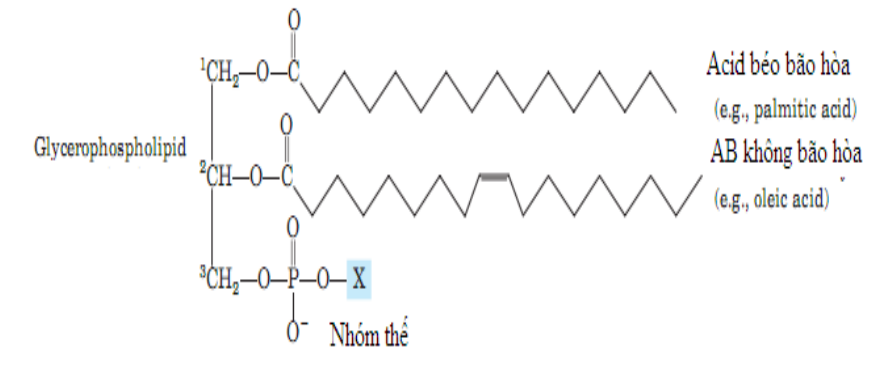 O
¹CH₂—O—C
Acid béo bão hòa
(e.g., palmitic acid)
O
Glycerophospholipid
²CH—O—C
AB không bão hòa
(e.g., oleic acid)
O
³CH₂—O—P—O—X
O⁻
Nhóm thế